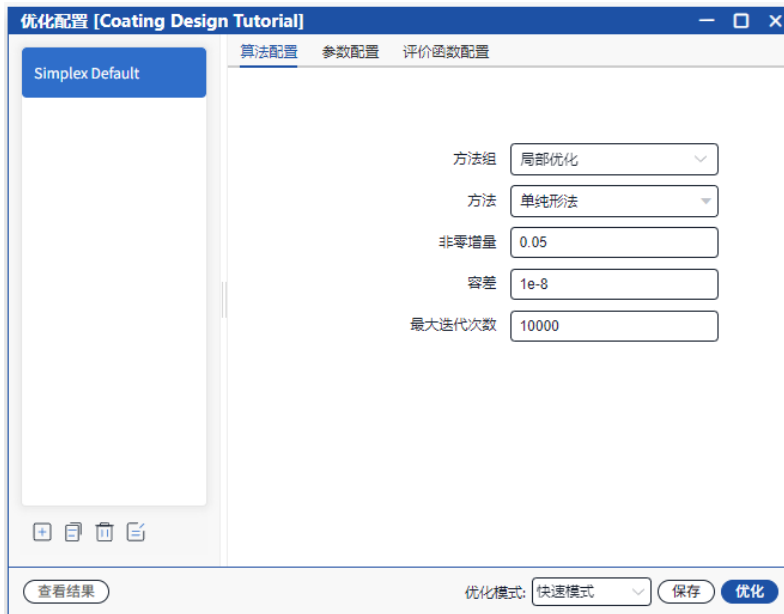 优化配置 [Coating Design Tutorial]
Simplex Default
算法配置 参数配置 评价函数配置
方法组 局部优化
方法 单纯形法
非零增量 0.05
容差 1e-8
最大迭代次数 10000
查看结果 优化模式: 快速模式 保存 优化